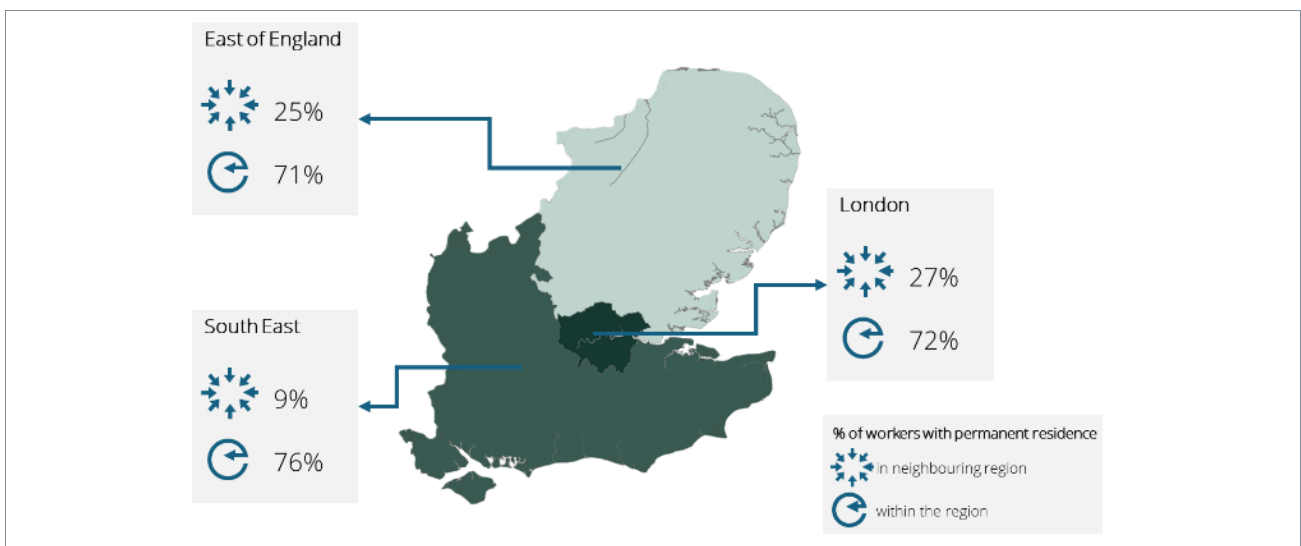 East of England
25%
71%
London
27%
72%
South East
9%
76%
% of workers with permanent residence
in neighbouring region
within the region